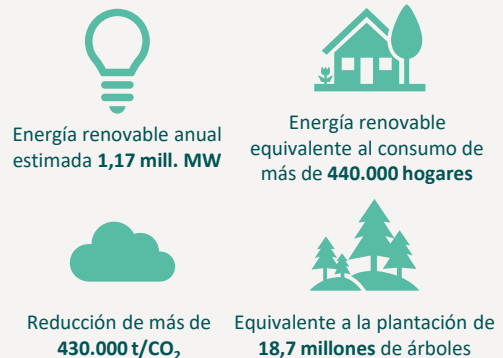 Energía renovable anual
estimada 1,17 mill. MW
Energía renovable
equivalente al consumo de
más de 440.000 hogares
Reducción de más de
430.000 t/CO₂
Equivalente a la plantación de
18,7 millones de árboles